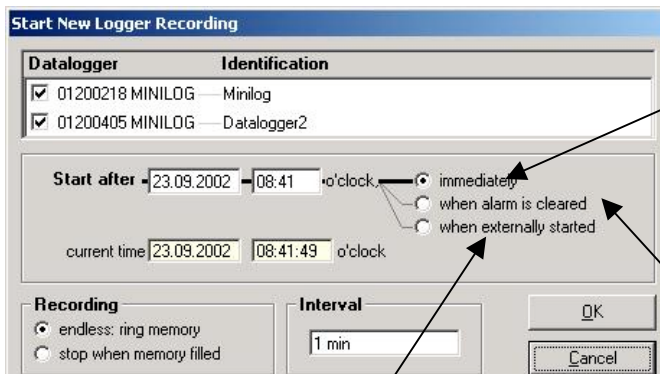 Start New Logger Recording
Datalogger Identification
01200218 MINILOG Minilog
01200405 MINILOG Datalogger2
Start after 23.09.2002 08:41 o'clock, immediately
when alarm is cleared
when externally started
current time 23.09.2002 08:41:49 o'clock
Recording Interval
endless: ring memory 1 min OK
stop when memory filled Cancel